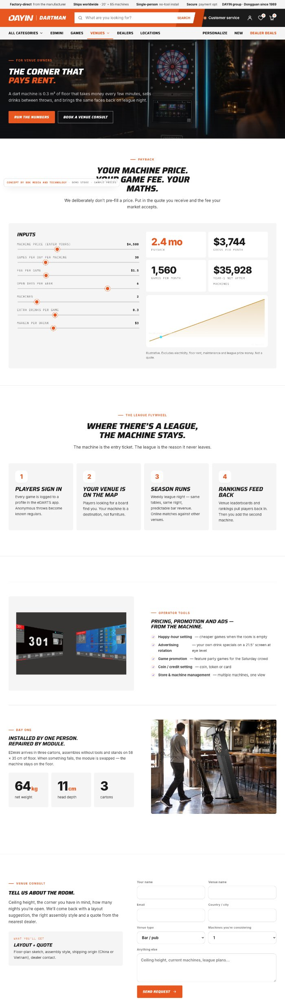 Factory-direct from the manufacturer
Ships worldwide · 20' = 85 machines
Single-person no-tool install
Secure payment opti
DAYIN group · Dongguan since 1989
DAYIN | DARTMAN
What are you looking for?
SEARCH
Customer service
0
0
ALL CATEGORIES
EDMINI
GAMES
VENUES
DEALERS
LOCATIONS
PERSONALIZE
NEW
DEALER DEALS
FOR VENUE OWNERS
THE CORNER THAT
PAYS RENT.
A dart machine is 0.3 m² of floor that takes money every few minutes, sells
drinks between throws, and brings the same faces back on league night.
RUN THE NUMBERS
BOOK A VENUE CONSULT
PAYBACK
YOUR MACHINE PRICE.
YOUR GAME FEE. YOUR
MATHS.
CONCEPT BY BBK MEDIA AND TECHNOLOGY · DEMO STORE · SAMPLE PRICES
We deliberately don't pre-fill a price. Put in the quote you receive and the fee your
market accepts.
INPUTS
MACHINE PRICE (ENTER YOURS) $4,500
GAMES PER DAY PER MACHINE 30
FEE PER GAME $1.5
OPEN DAYS PER WEEK 6
MACHINES 2
EXTRA DRINKS PER GAME 0.3
MARGIN PER DRINK $3
2.4 mo
PAYBACK
$3,744
GROSS PER MONTH
1,560
GAMES PER MONTH
$35,928
YEAR-1 NET AFTER
MACHINES
Illustrative. Excludes electricity, floor rent, maintenance and league prize money. Not a
quote.
THE LEAGUE FLYWHEEL
WHERE THERE'S A LEAGUE,
THE MACHINE STAYS.
The machine is the entry ticket. The league is the reason it never leaves.
1
PLAYERS SIGN IN
Every game is logged to a
profile in the eDARTS app.
Anonymous throws become
known regulars.
2
YOUR VENUE IS
ON THE MAP
Players looking for a board
find you. Your machine is a
destination, not furniture.
3
SEASON RUNS
Weekly league night — same
tables, same night,
predictable bar revenue.
Online matches against other
venues.
4
RANKINGS FEED
BACK
Venue leaderboards and
rankings pull players back in.
Then you add the second
machine.
301
CRICKET
OPERATOR TOOLS
PRICING, PROMOTION AND ADS —
FROM THE MACHINE.
Happy-hour setting — cheaper games when the room is empty
Advertising rotation — your own drink specials on a 21.5" screen at
eye level
Game promotion — feature party games for the Saturday crowd
Coin / credit setting — coin, token or card
Store & machine management — multiple machines, one view
DAY ONE
INSTALLED BY ONE PERSON.
REPAIRED BY MODULE.
EDmini arrives in three cartons, assembles without tools and stands on 58
× 35 cm of floor. When something fails, the module is swapped — the
machine stays on the floor.
64kg
net weight
11cm
head depth
3
cartons
VENUE CONSULT
TELL US ABOUT THE ROOM.
Ceiling height, the corner you have in mind, how many
nights you're open. We'll come back with a layout
suggestion, the right assembly style and a quote from the
nearest dealer.
WHAT YOU'LL GET
LAYOUT + QUOTE
Floor-plan sketch, assembly style, shipping origin (China or
Vietnam), dealer contact.
Your name
Venue name
Email
Country / city
Venue type
Machines you're considering
Bar / pub
1
Anything else
Ceiling height, current machines, league plans...
SEND REQUEST →